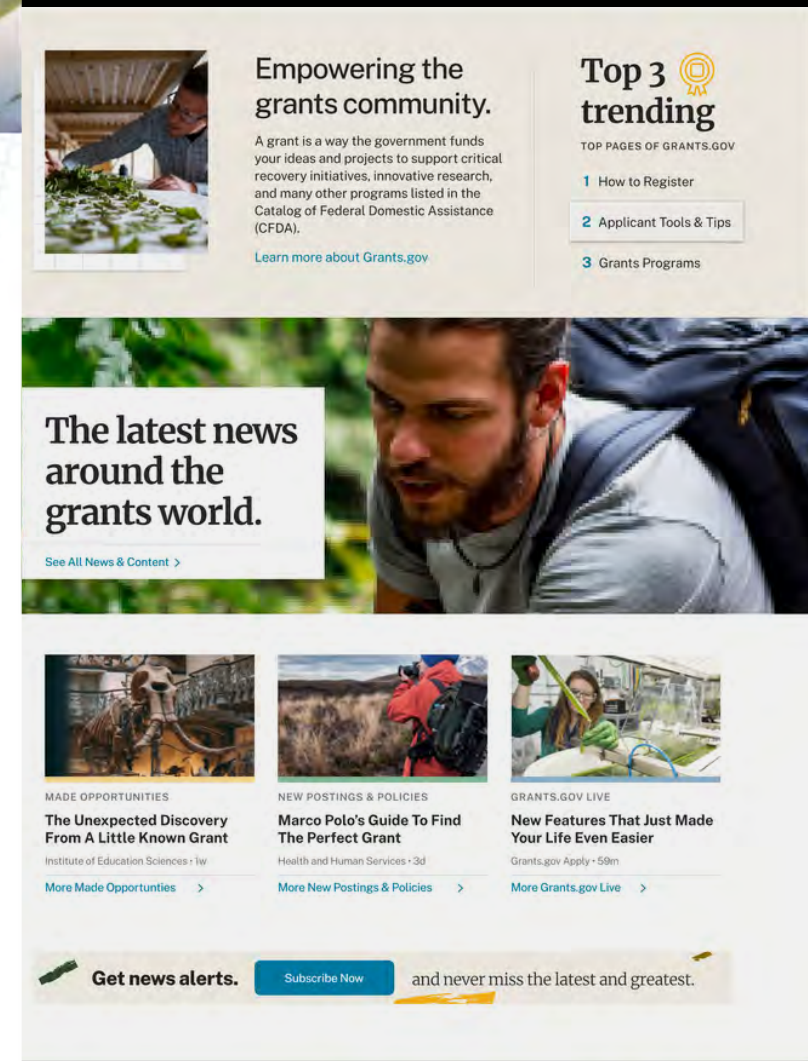 Empowering the
grants community.
A grant is a way the government funds
your ideas and projects to support critical
recovery initiatives, innovative research,
and many other programs listed in the
Catalog of Federal Domestic Assistance
(CFDA).
Learn more about Grants.gov
Top 3
trending
TOP PAGES OF GRANTS.GOV
1 How to Register
2 Applicant Tools & Tips
3 Grants Programs
The latest news
around the
grants world.
See All News & Content >
MADE OPPORTUNITIES
The Unexpected Discovery
From A Little Known Grant
Institute of Education Sciences • 1w
More Made Opportunties >
NEW POSTINGS & POLICIES
Marco Polo's Guide To Find
The Perfect Grant
Health and Human Services • 3d
More New Postings & Policies >
GRANTS.GOV LIVE
New Features That Just Made
Your Life Even Easier
Grants.gov Apply • 59m
More Grants.gov Live >
Get news alerts. Subscribe Now and never miss the latest and greatest.